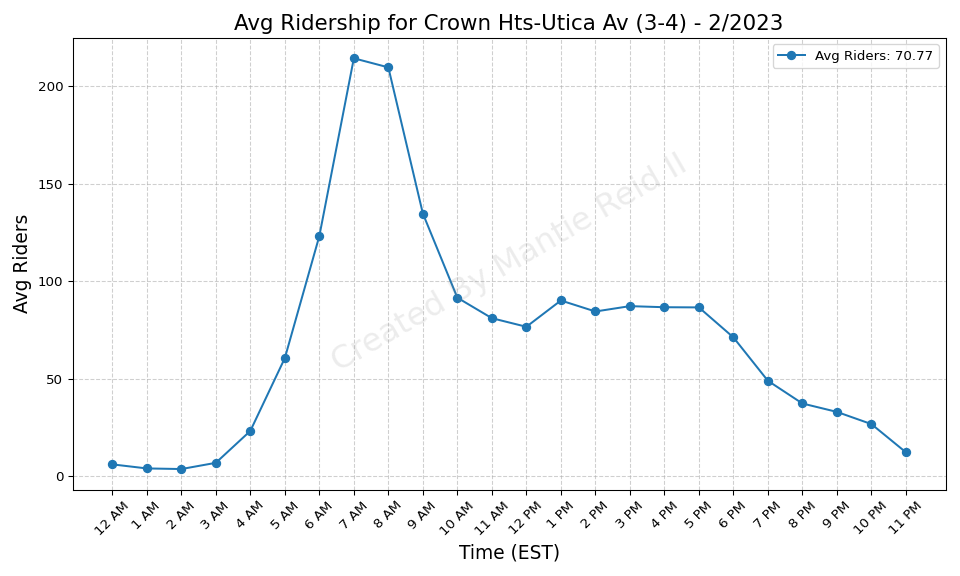 Avg Ridership for Crown Hts-Utica Av (3-4) - 2/2023
Avg Riders: 70.77
200
150
100
50
0
Avg Riders
Created By Mantie Reid II
12 AM
1 AM
2 AM
3 AM
4 AM
5 AM
6 AM
7 AM
8 AM
9 AM
10 AM
11 AM
12 PM
1 PM
2 PM
3 PM
4 PM
5 PM
6 PM
7 PM
8 PM
9 PM
10 PM
11 PM
Time (EST)